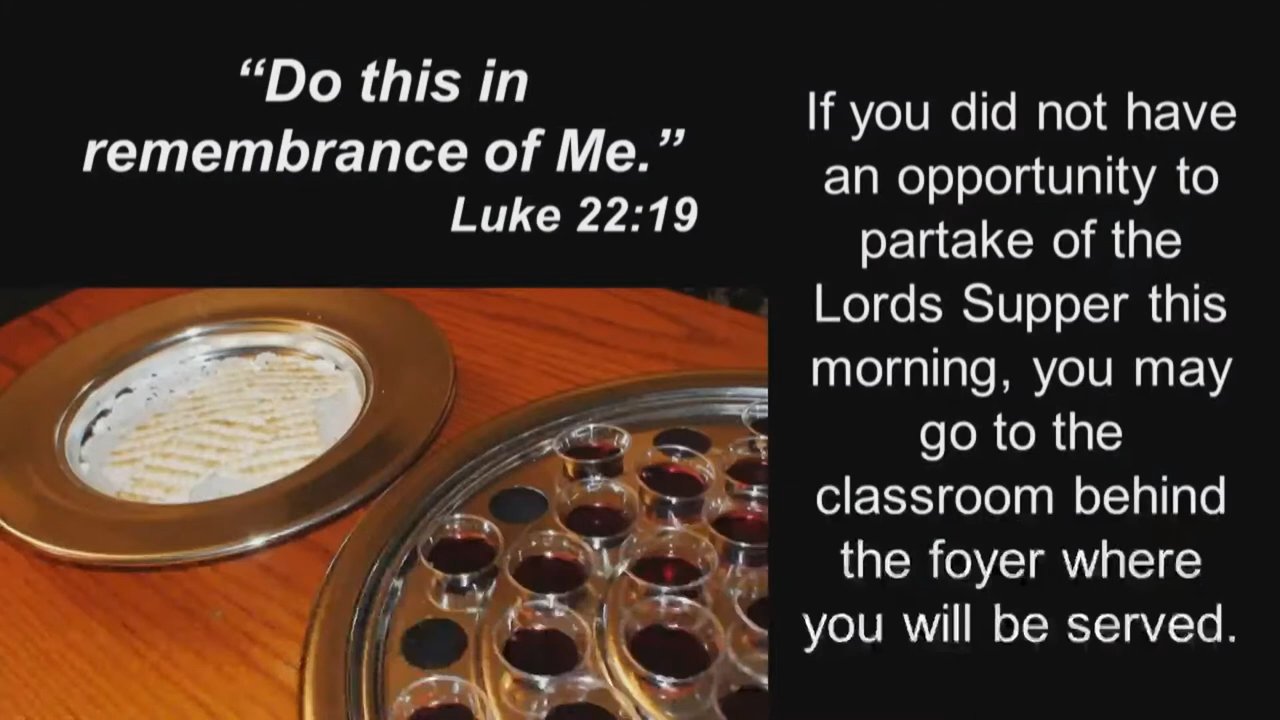 “Do this in
remembrance of Me.”
Luke 22:19
If you did not have
an opportunity to
partake of the
Lords Supper this
morning, you may
go to the
classroom behind
the foyer where
you will be served.